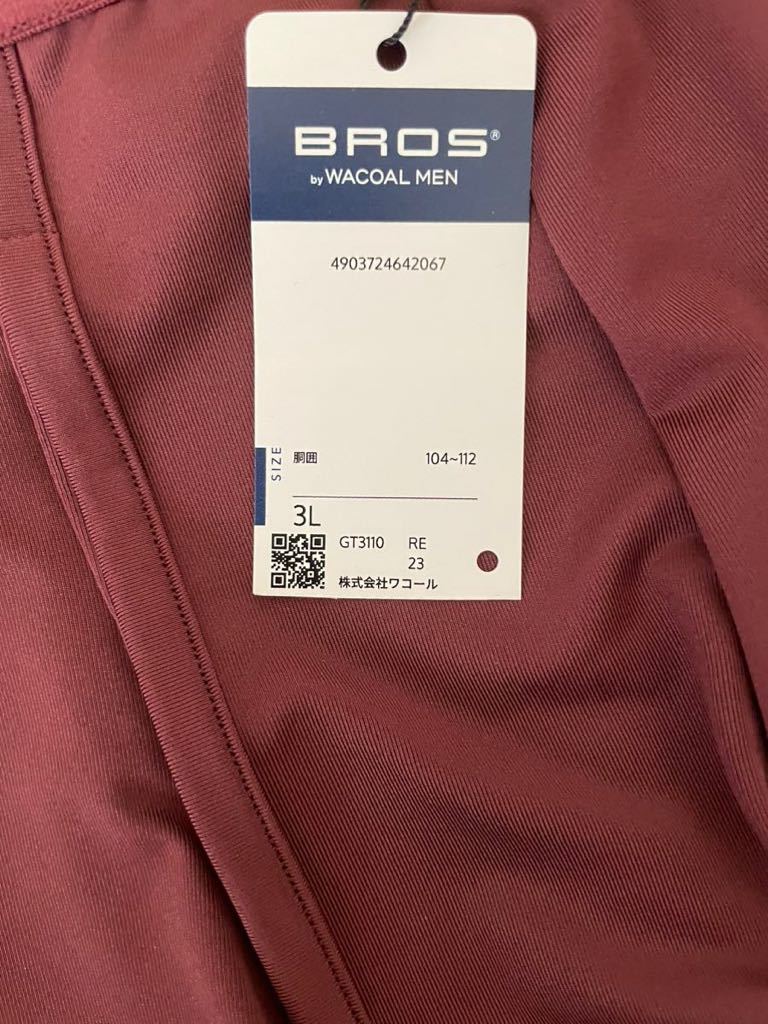 BROS®
by WACOAL MEN
4903724642067
SIZE
胴囲 104~112
3L
GT3110 RE
23
株式会社ワコール